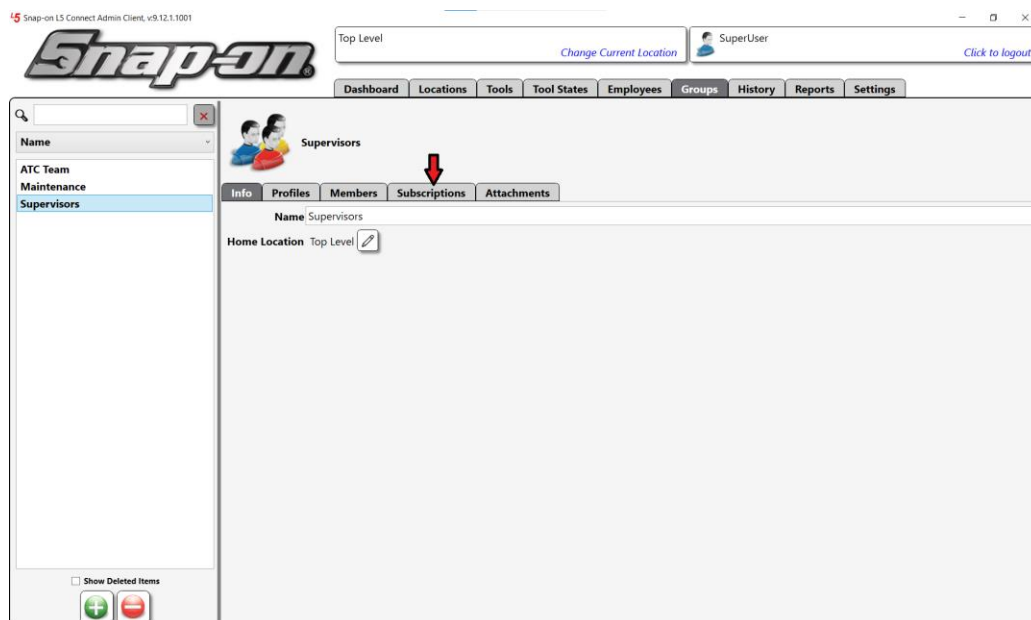 L5 Snap-on L5 Connect Admin Client, v:9.12.1.1001
Snap-on
Top Level
Change Current Location
SuperUser
Click to logout
Dashboard Locations Tools Tool States Employees Groups History Reports Settings
Name
ATC Team
Maintenance
Supervisors
Show Deleted Items
Supervisors
Info Profiles Members Subscriptions Attachments
Name Supervisors
Home Location Top Level